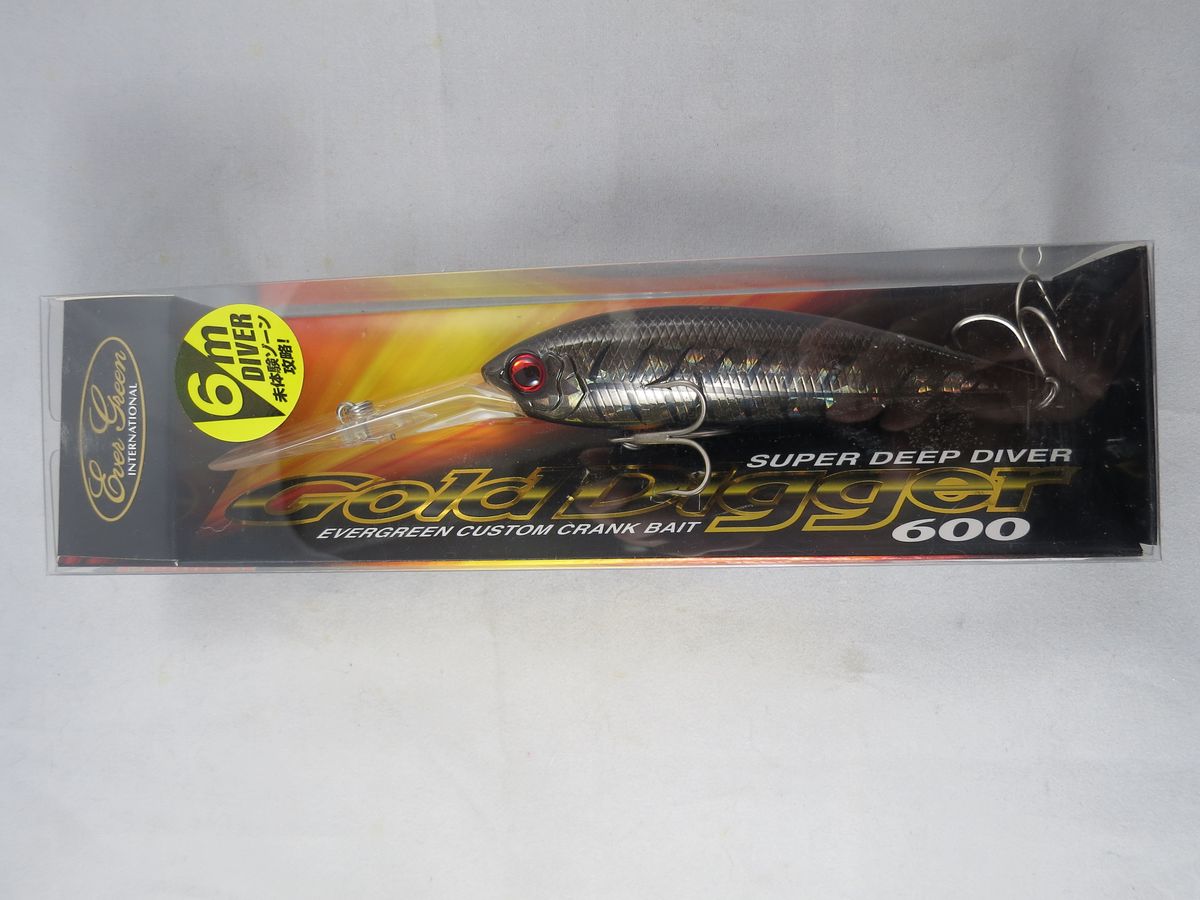 Ever Green
INTERNATIONAL
6m
DIVER
未体験ゾーン
攻略!
SUPER DEEP DIVER
Gold Digger
EVERGREEN CUSTOM CRANK BAIT
600